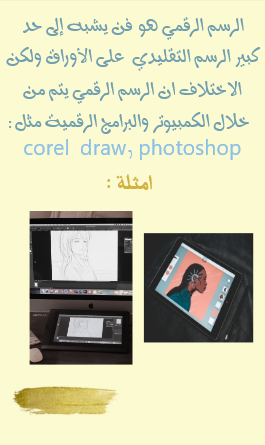 الرسم الرقمي هو فن يشبه إلى حد
كبير الرسم التقليدي على الأوراق ولكن
الاختلاف ان الرسم الرقمي يتم من
خلال الكمبيوتر والبرامج الرقمية مثل :
corel draw, photoshop
امثلة :